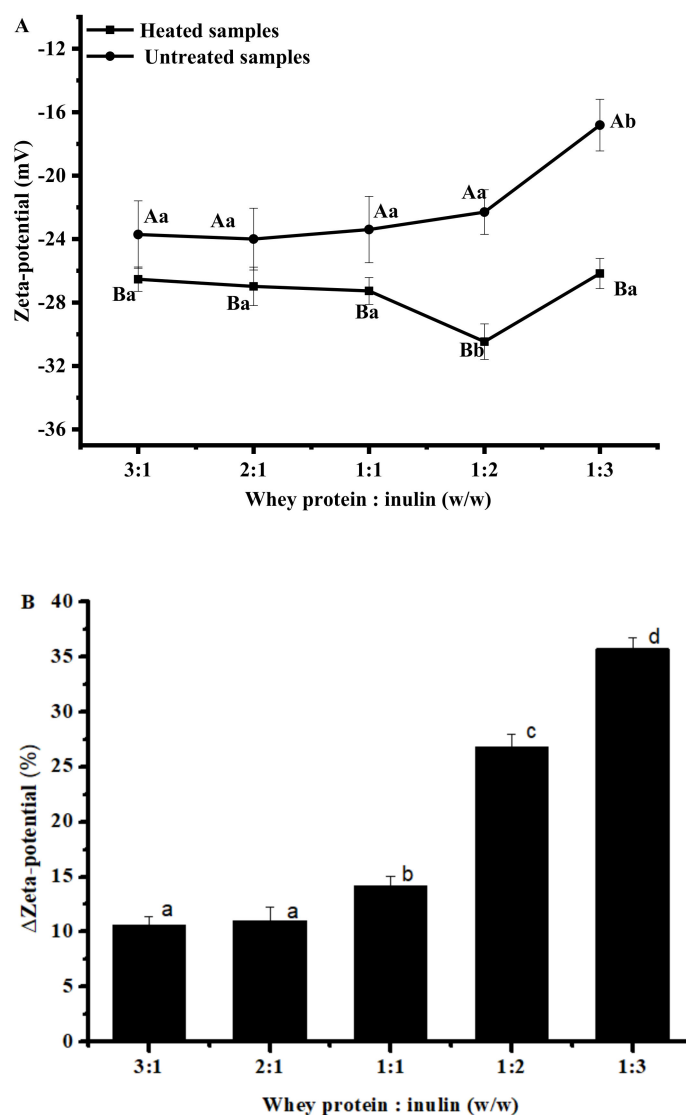 A
Heated samples
Untreated samples
-12
-16
-20
-24
-28
-32
-36
Zeta-potential (mV)
Aa
Aa
Aa
Aa
Ab
Ba
Ba
Ba
Bb
Ba
3:1
2:1
1:1
1:2
1:3
Whey protein : inulin (w/w)
B
40
35
30
25
20
15
10
5
0
ΔZeta-potential (%)
a
a
b
c
d
3:1
2:1
1:1
1:2
1:3
Whey protein : inulin (w/w)